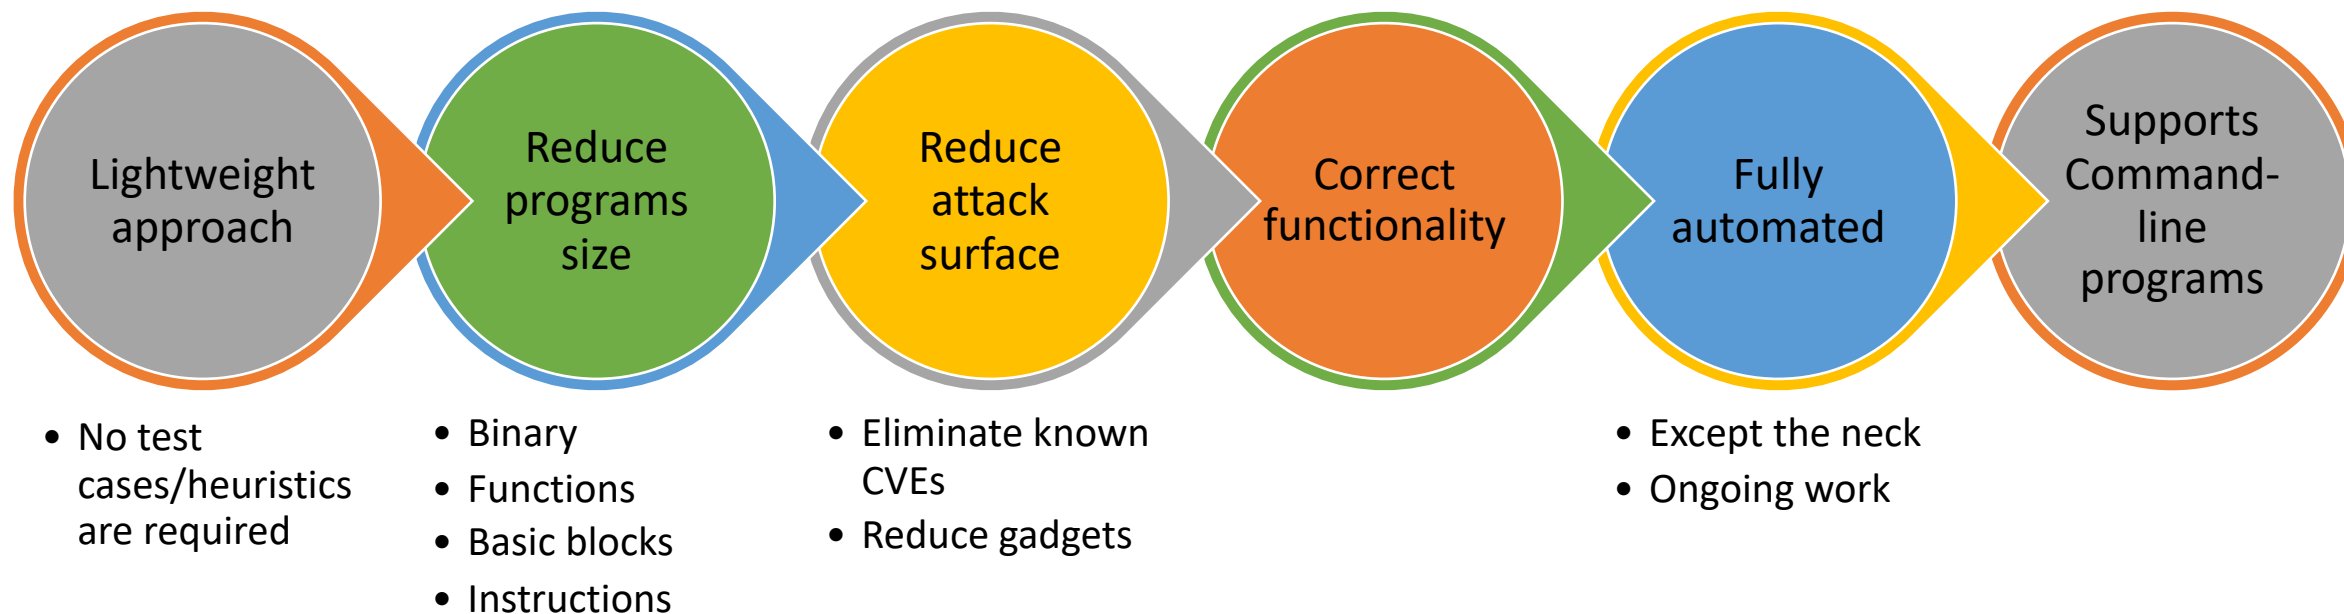 Lightweight
approach
• No test
cases/heuristics
are required
Reduce
programs
size
• Binary
• Functions
• Basic blocks
• Instructions
Reduce
attack
surface
• Eliminate known
CVEs
• Reduce gadgets
Correct
functionality
Fully
automated
• Except the neck
• Ongoing work
Supports
Command-
line
programs